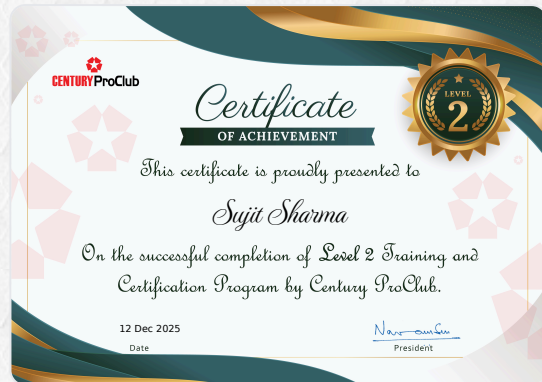 CENTURY ProClub
LEVEL
2
Certificate
OF ACHIEVEMENT
This certificate is proudly presented to
Sujit Sharma
On the successful completion of Level 2 Training and
Certification Program by Century ProClub.
12 Dec 2025
Date
President